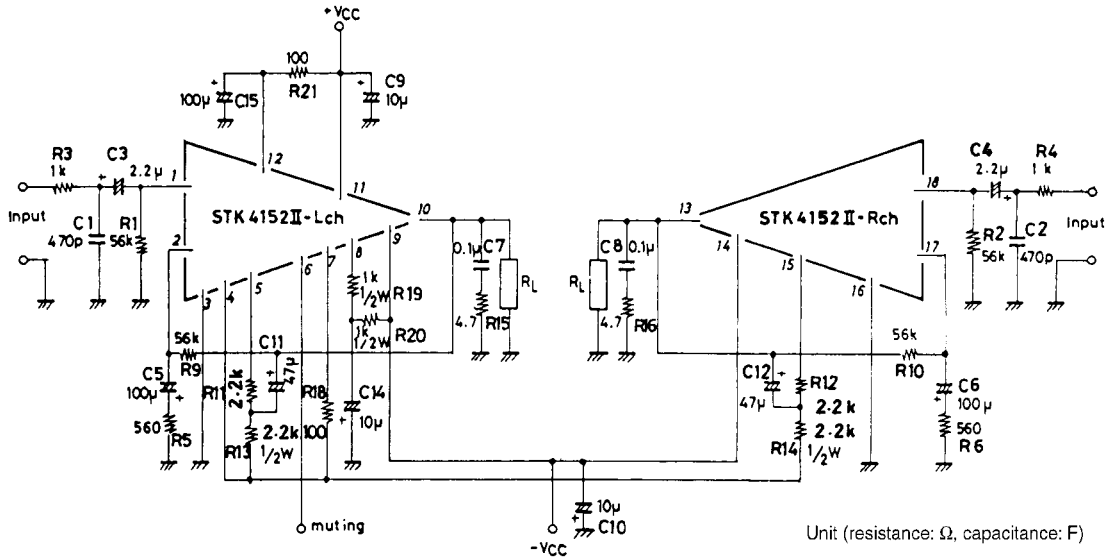 +VCC
100
R21
+
100µ
C15
+
C9
10µ
R3
1k
C3
+
2.2µ
1
12
11
10
STK4152II-Lch
Input
C1
470p
R1
56k
2
3
4
5
6
7
8
9
0.1µ
C7
RL
4.7
R15
1k
1/2W
R19
R20
1k
1/2W
56k
R9
C5
100µ
+
560
R5
R11
2.2k
C11
+
47µ
R13
2.2k
1/2W
R18
100
C14
+
10µ
muting
-VCC
10µ
+
C10
13
14
15
16
17
18
STK4152II-Rch
C8
0.1µ
RL
4.7
R16
C4
2.2µ
+
R4
1k
R2
56k
C2
470p
Input
56k
R10
C12
+
47µ
R12
2.2k
2.2k
R14
1/2W
C6
+
100µ
560
R6
Unit (resistance: Ω, capacitance: F)